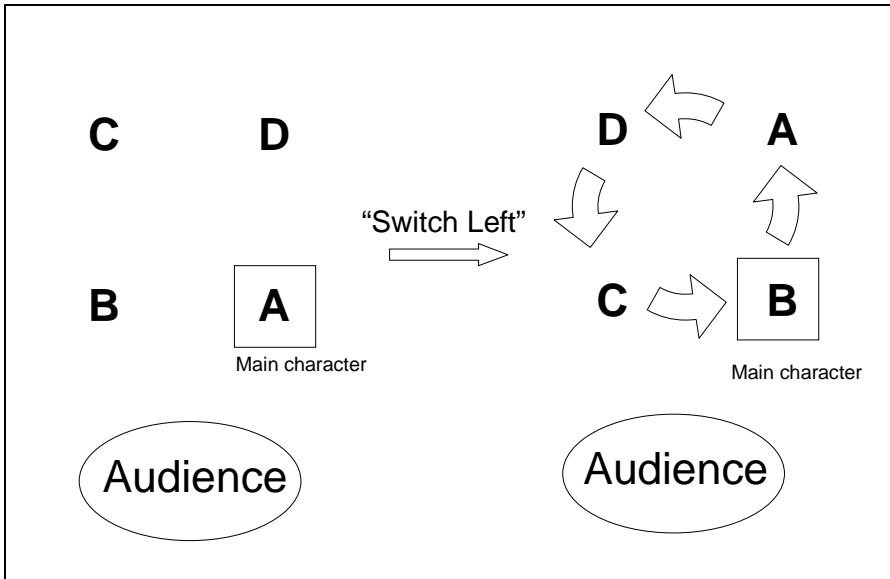 C D
B A
Main character
Audience
“Switch Left”
D A
C B
Main character
Audience